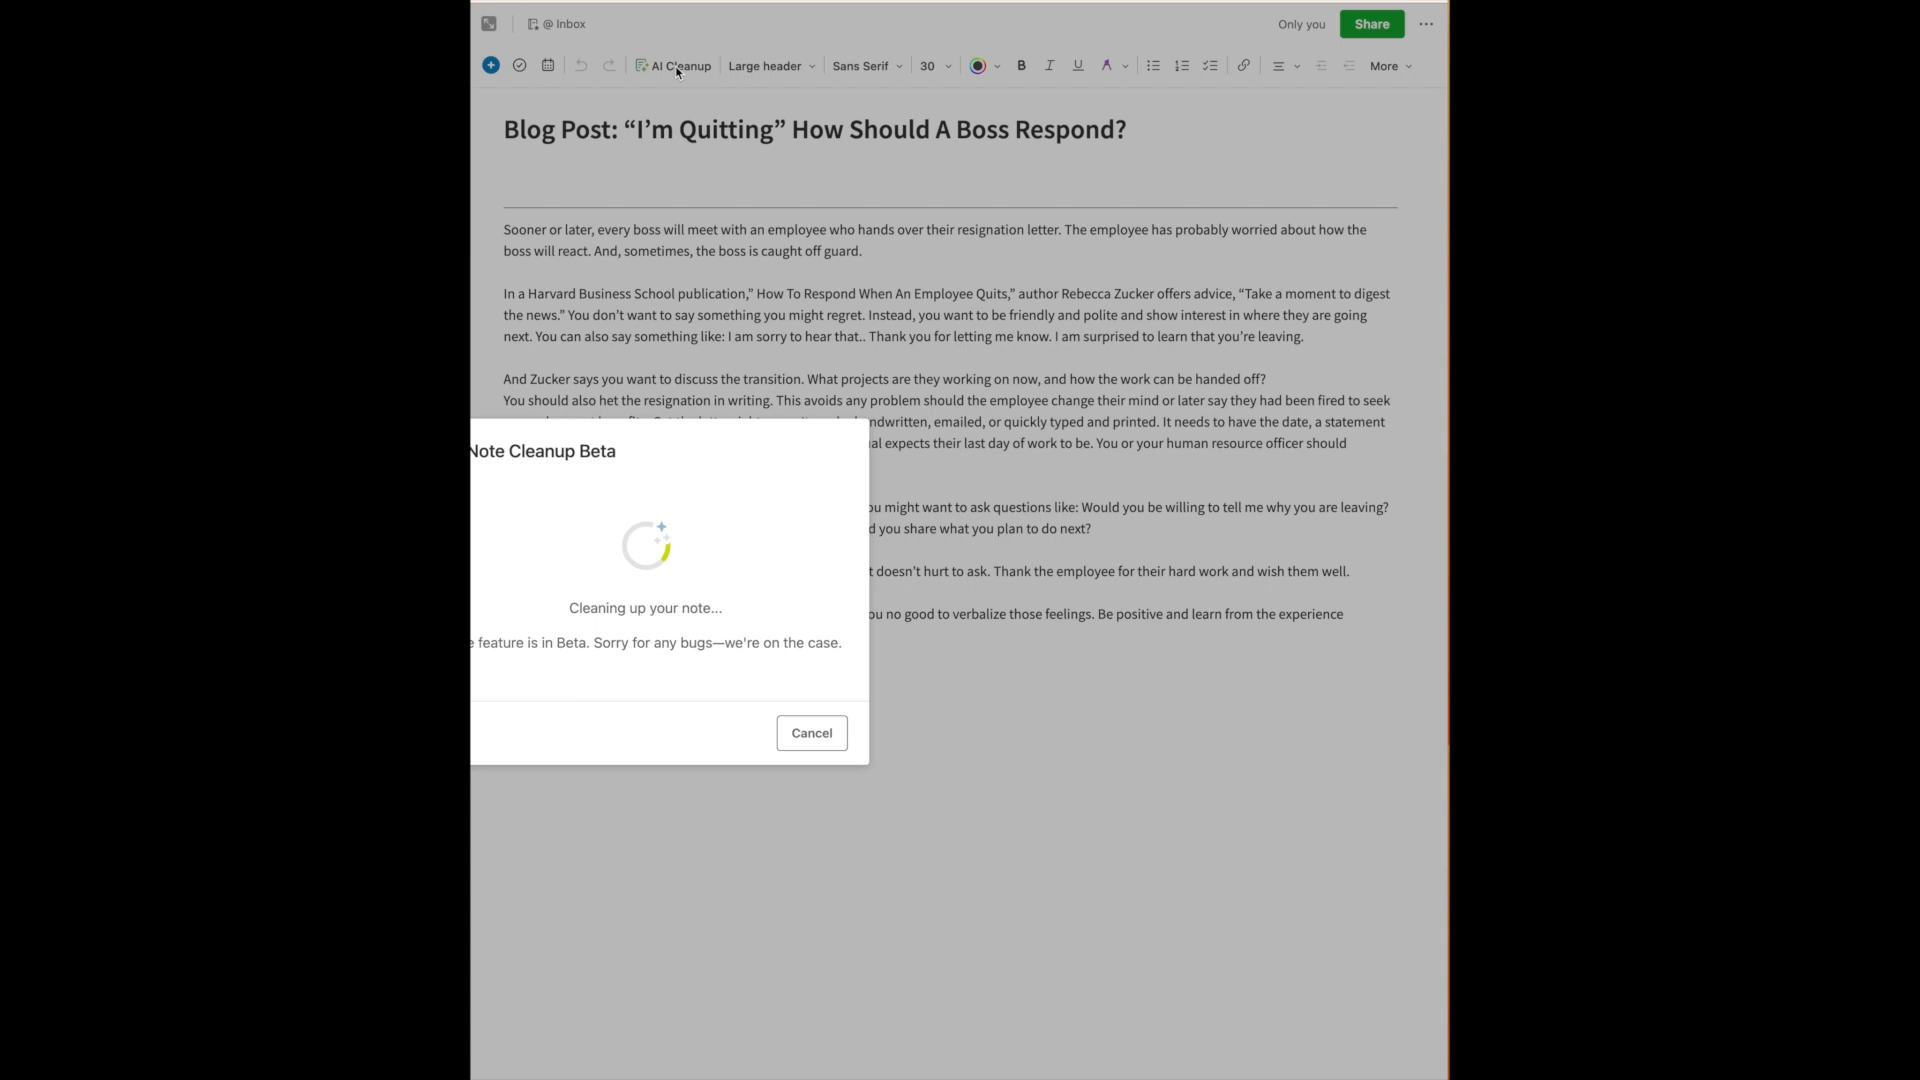 @ Inbox
Only you
Share
AI Cleanup
Large header
Sans Serif
30
B
I
U
More
Blog Post: “I’m Quitting” How Should A Boss Respond?
Sooner or later, every boss will meet with an employee who hands over their resignation letter. The employee has probably worried about how the
boss will react. And, sometimes, the boss is caught off guard.
In a Harvard Business School publication,” How To Respond When An Employee Quits,” author Rebecca Zucker offers advice, “Take a moment to digest
the news.” You don’t want to say something you might regret. Instead, you want to be friendly and polite and show interest in where they are going
next. You can also say something like: I am sorry to hear that.. Thank you for letting me know. I am surprised to learn that you’re leaving.
And Zucker says you want to discuss the transition. What projects are they working on now, and how the work can be handed off?
You should also het the resignation in writing. This avoids any problem should the employee change their mind or later say they had been fired to seek
ndwritten, emailed, or quickly typed and printed. It needs to have the date, a statement
al expects their last day of work to be. You or your human resource officer should
Note Cleanup Beta
ou might want to ask questions like: Would you be willing to tell me why you are leaving?
d you share what you plan to do next?
t doesn’t hurt to ask. Thank the employee for their hard work and wish them well.
Cleaning up your note...
ou no good to verbalize those feelings. Be positive and learn from the experience
e feature is in Beta. Sorry for any bugs—we're on the case.
Cancel